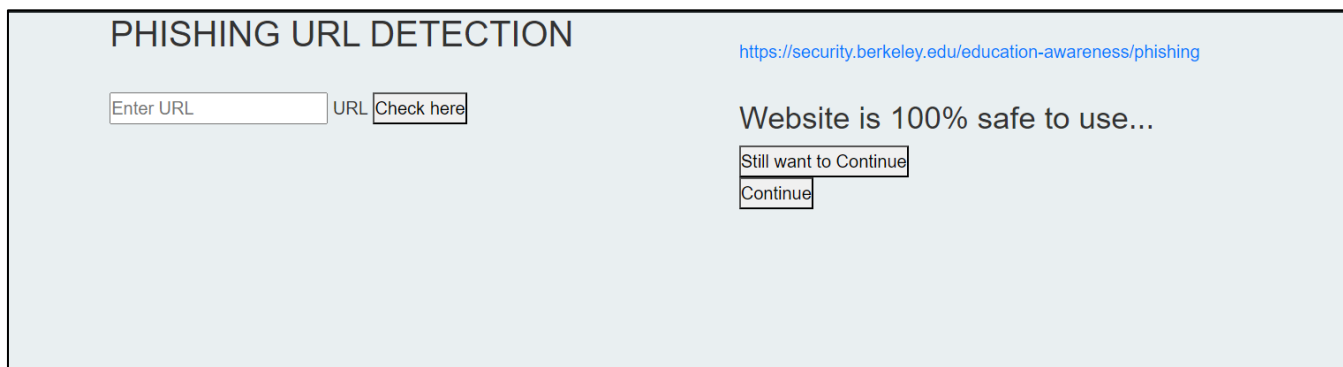 PHISHING URL DETECTION
Enter URL URL Check here
https://security.berkeley.edu/education-awareness/phishing
Website is 100% safe to use...
Still want to Continue
Continue